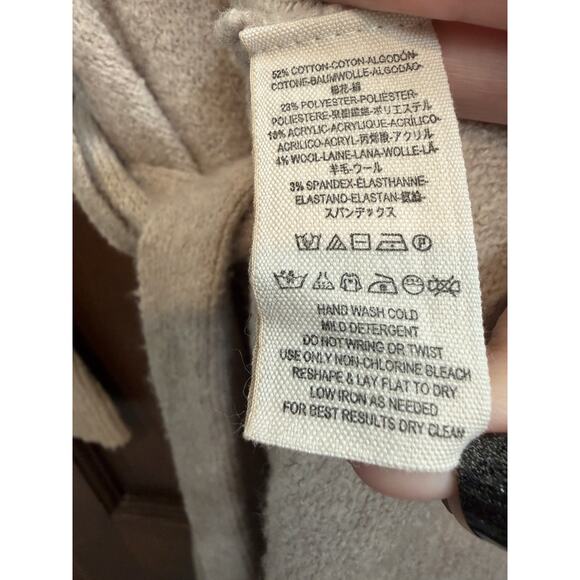 52% COTTON-COTON-ALGODÓN-
COTONE-BAUMWOLLE-ALGODÃO-
棉花-綿
23% POLYESTER-POLIÉSTER-
POLIESTERE-聚酯纖維-ポリエステル
18% ACRYLIC-ACRYLIQUE-ACRÍLICO-
ACRILICO-ACRYL-丙烯酸-アクリル
4% WOOL-LAINE-LANA-WOLLE-LÃ-
羊毛-ウール
3% SPANDEX-ÉLASTHANNE-
ELASTAND-ELASTAN-
スパンデックス
HAND WASH COLD
MILD DETERGENT
DO NOT WRING OR TWIST
USE ONLY NON-CHLORINE BLEACH
RESHAPE & LAY FLAT TO DRY
LOW IRON AS NEEDED
FOR BEST RESULTS DRY CLEAN